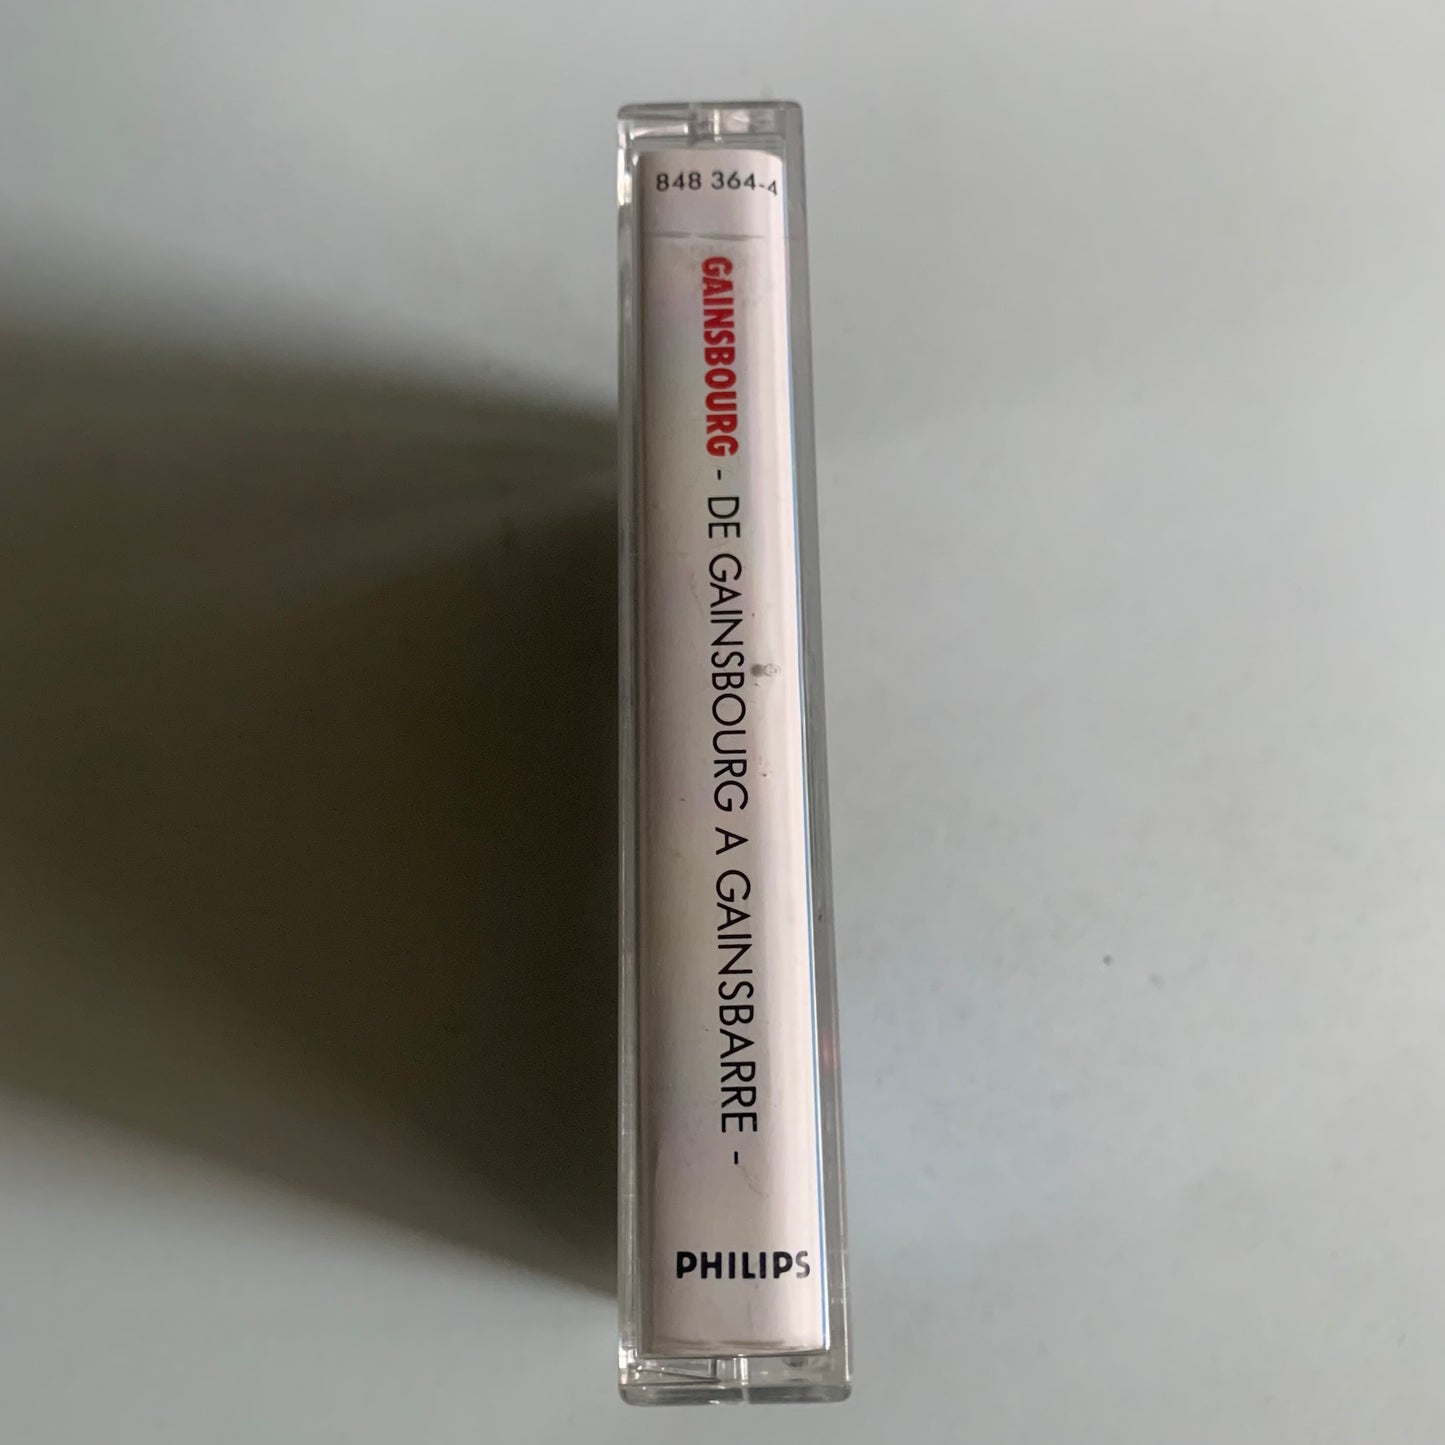 848 364-4
GAINSBOURG - DE GAINSBOURG A GAINSBARRE -
PHILIPS